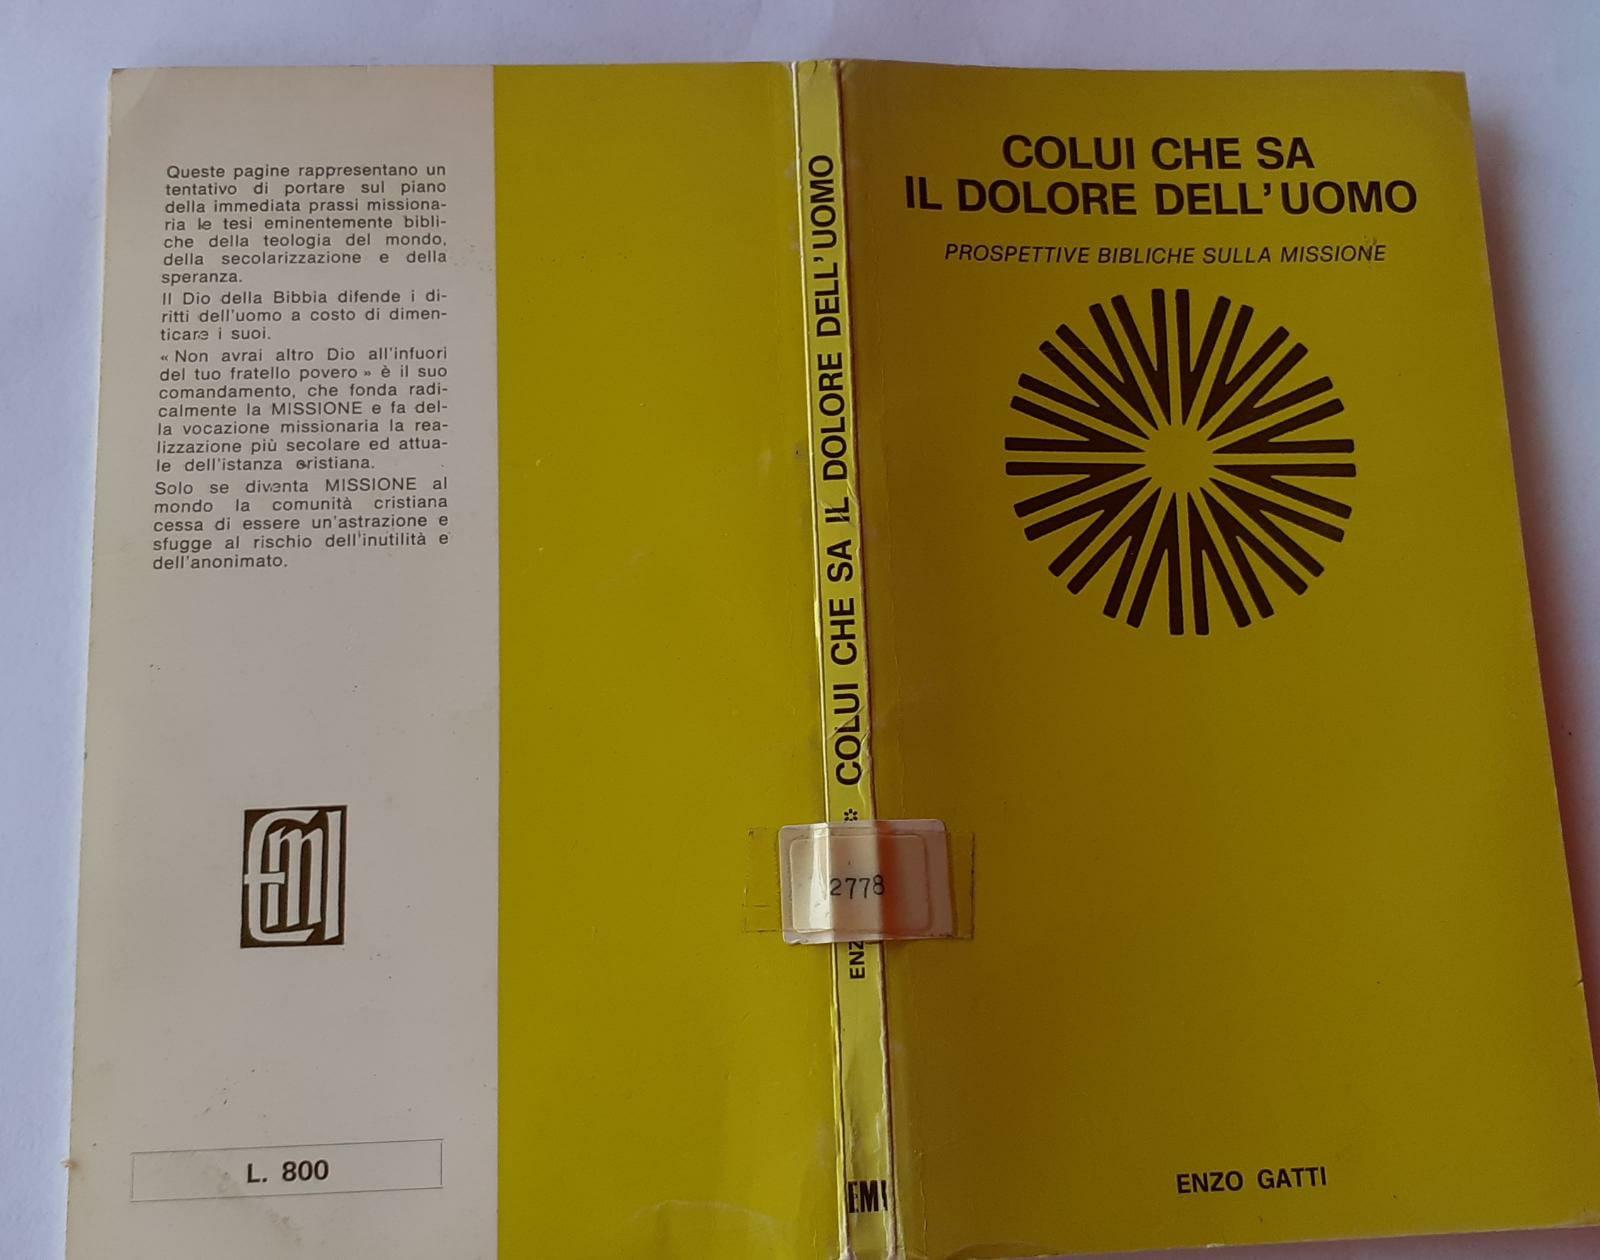 Queste pagine rappresentano un
tentativo di portare sul piano
della immediata prassi missiona-
ria le tesi eminentemente bibli-
che della teologia del mondo,
della secolarizzazione e della
speranza.
Il Dio della Bibbia difende i di-
ritti dell'uomo a costo di dimen-
ticare i suoi.
« Non avrai altro Dio all'infuori
del tuo fratello povero » è il suo
comandamento, che fonda radi-
calmente la MISSIONE e fa del-
la vocazione missionaria la rea-
lizzazione più secolare ed attua-
le dell'istanza cristiana.
Solo se diventa MISSIONE al
mondo la comunità cristiana
cessa di essere un'astrazione e
sfugge al rischio dell'inutilità e
dell'anonimato.
EMI
L. 800
COLUI CHE SA IL DOLORE DELL'UOMO
2778
ENZ
EMI
COLUI CHE SA
IL DOLORE DELL'UOMO
PROSPETTIVE BIBLICHE SULLA MISSIONE
ENZO GATTI